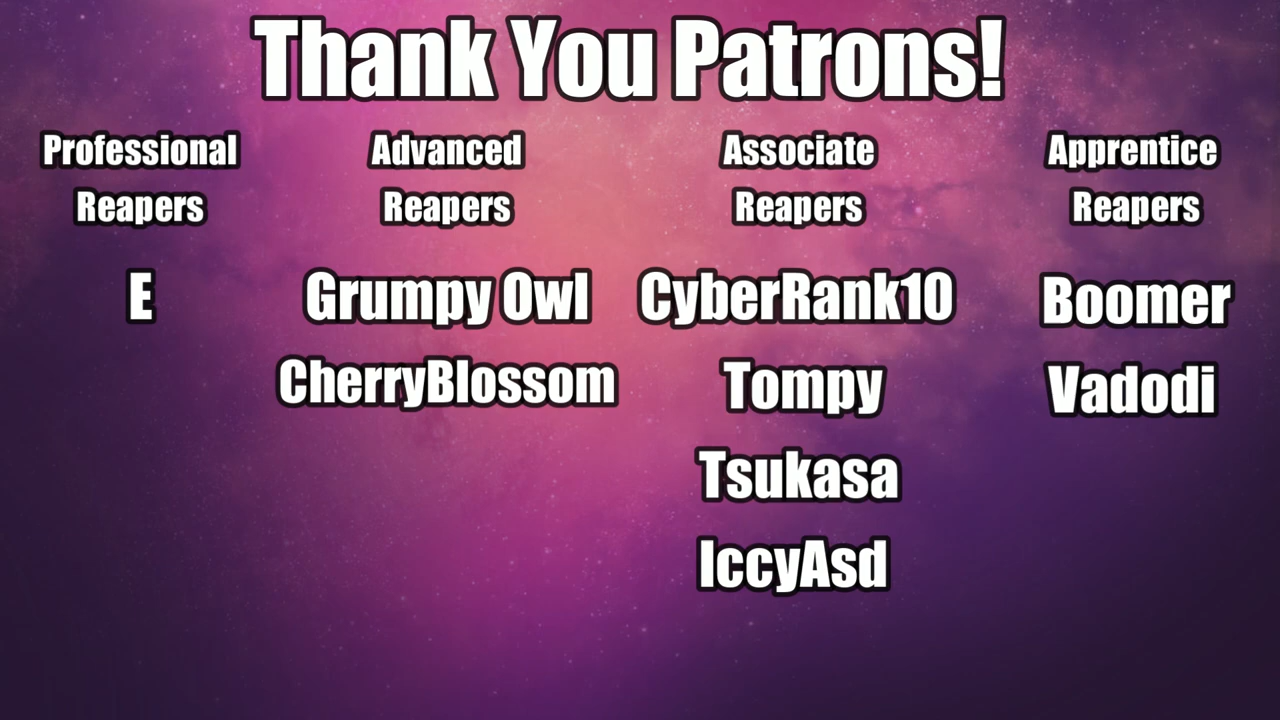 Thank You Patrons!
Professional
Reapers
E
Advanced
Reapers
Grumpy Owl
CherryBlossom
Associate
Reapers
CyberRank10
Tompy
Tsukasa
IccyAsd
Apprentice
Reapers
Boomer
Vadodi